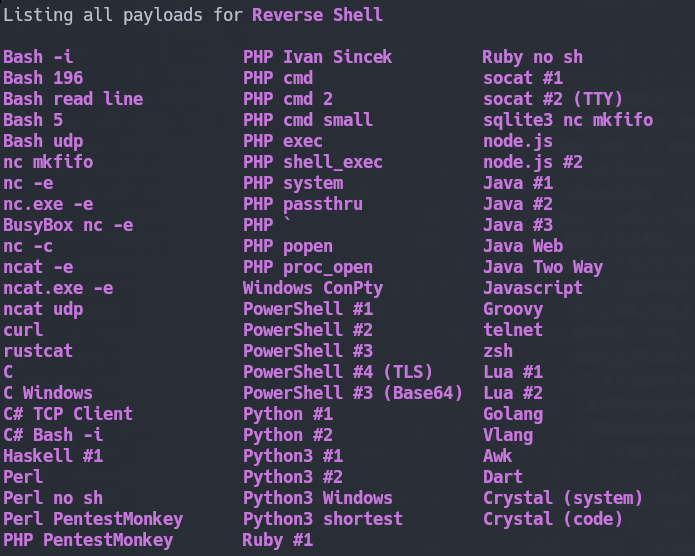 Listing all payloads for Reverse Shell
Bash -i
Bash 196
Bash read line
Bash 5
Bash udp
nc mkfifo
nc -e
nc.exe -e
BusyBox nc -e
nc -c
ncat -e
ncat.exe -e
ncat udp
curl
rustcat
C
C Windows
C# TCP Client
C# Bash -i
Haskell #1
Perl
Perl no sh
Perl PentestMonkey
PHP PentestMonkey
PHP Ivan Sincek
PHP cmd
PHP cmd 2
PHP cmd small
PHP exec
PHP shell_exec
PHP system
PHP passthru
PHP `
PHP popen
PHP proc_open
Windows ConPty
PowerShell #1
PowerShell #2
PowerShell #3
PowerShell #4 (TLS)
PowerShell #3 (Base64)
Python #1
Python #2
Python3 #1
Python3 #2
Python3 Windows
Python3 shortest
Ruby #1
Ruby no sh
socat #1
socat #2 (TTY)
sqlite3 nc mkfifo
node.js
node.js #2
Java #1
Java #2
Java #3
Java Web
Java Two Way
Javascript
Groovy
telnet
zsh
Lua #1
Lua #2
Golang
Vlang
Awk
Dart
Crystal (system)
Crystal (code)